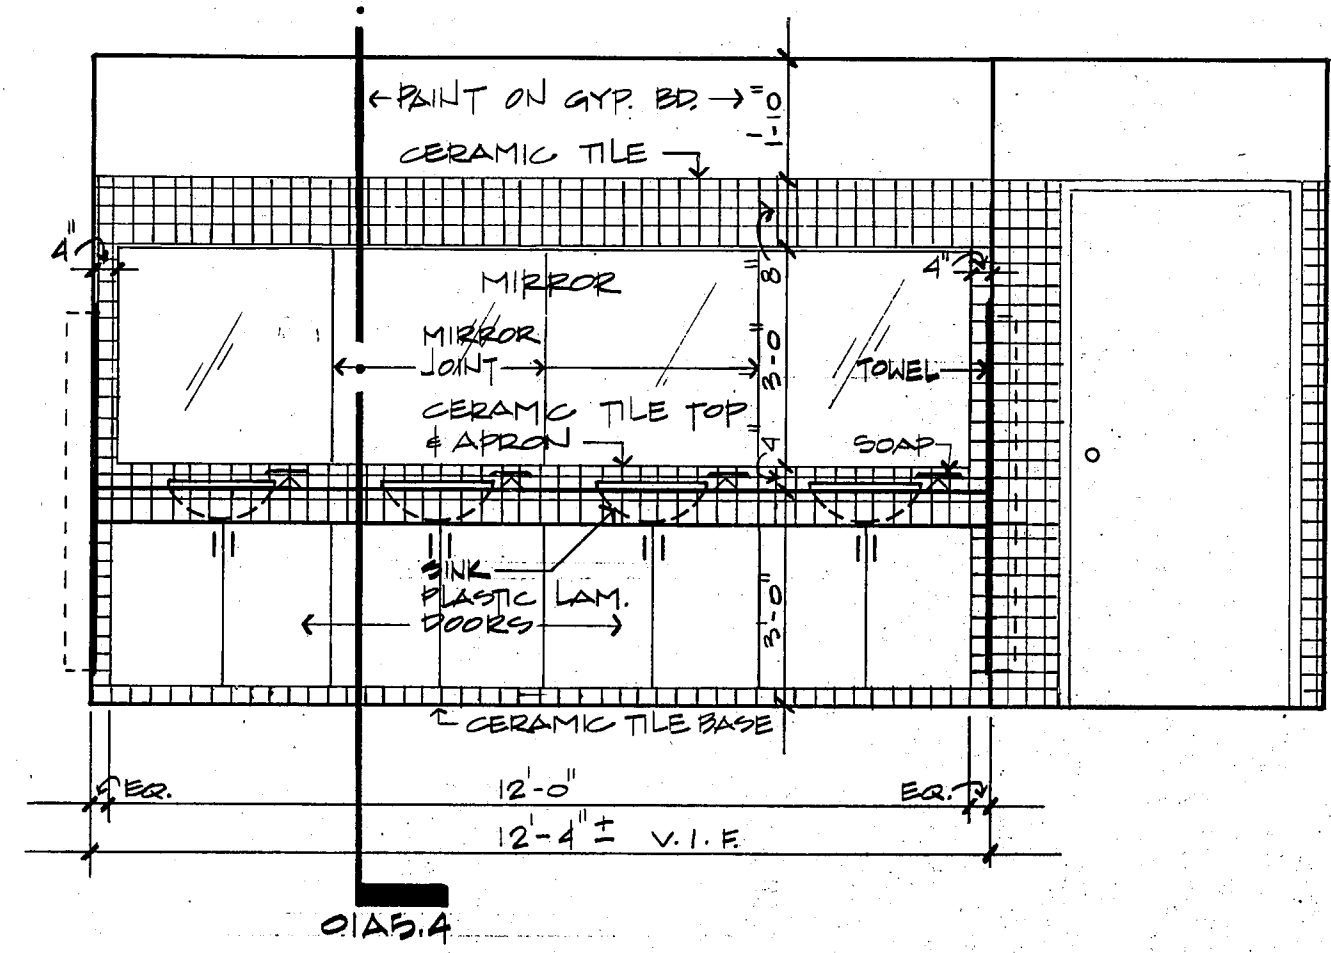 ←PAINT ON GYP. BD.→
1'-10"
CERAMIC TILE
4"
8"
4"
MIRROR
MIRROR
JOINT
3'-0"
TOWEL
CERAMIC TILE TOP
& APRON
4"
SOAP
SINK
PLASTIC LAM.
DOORS
3'-0"
CERAMIC TILE BASE
EQ.
12'-0"
EQ.
12'-4"± V.I.F.
01A5.4